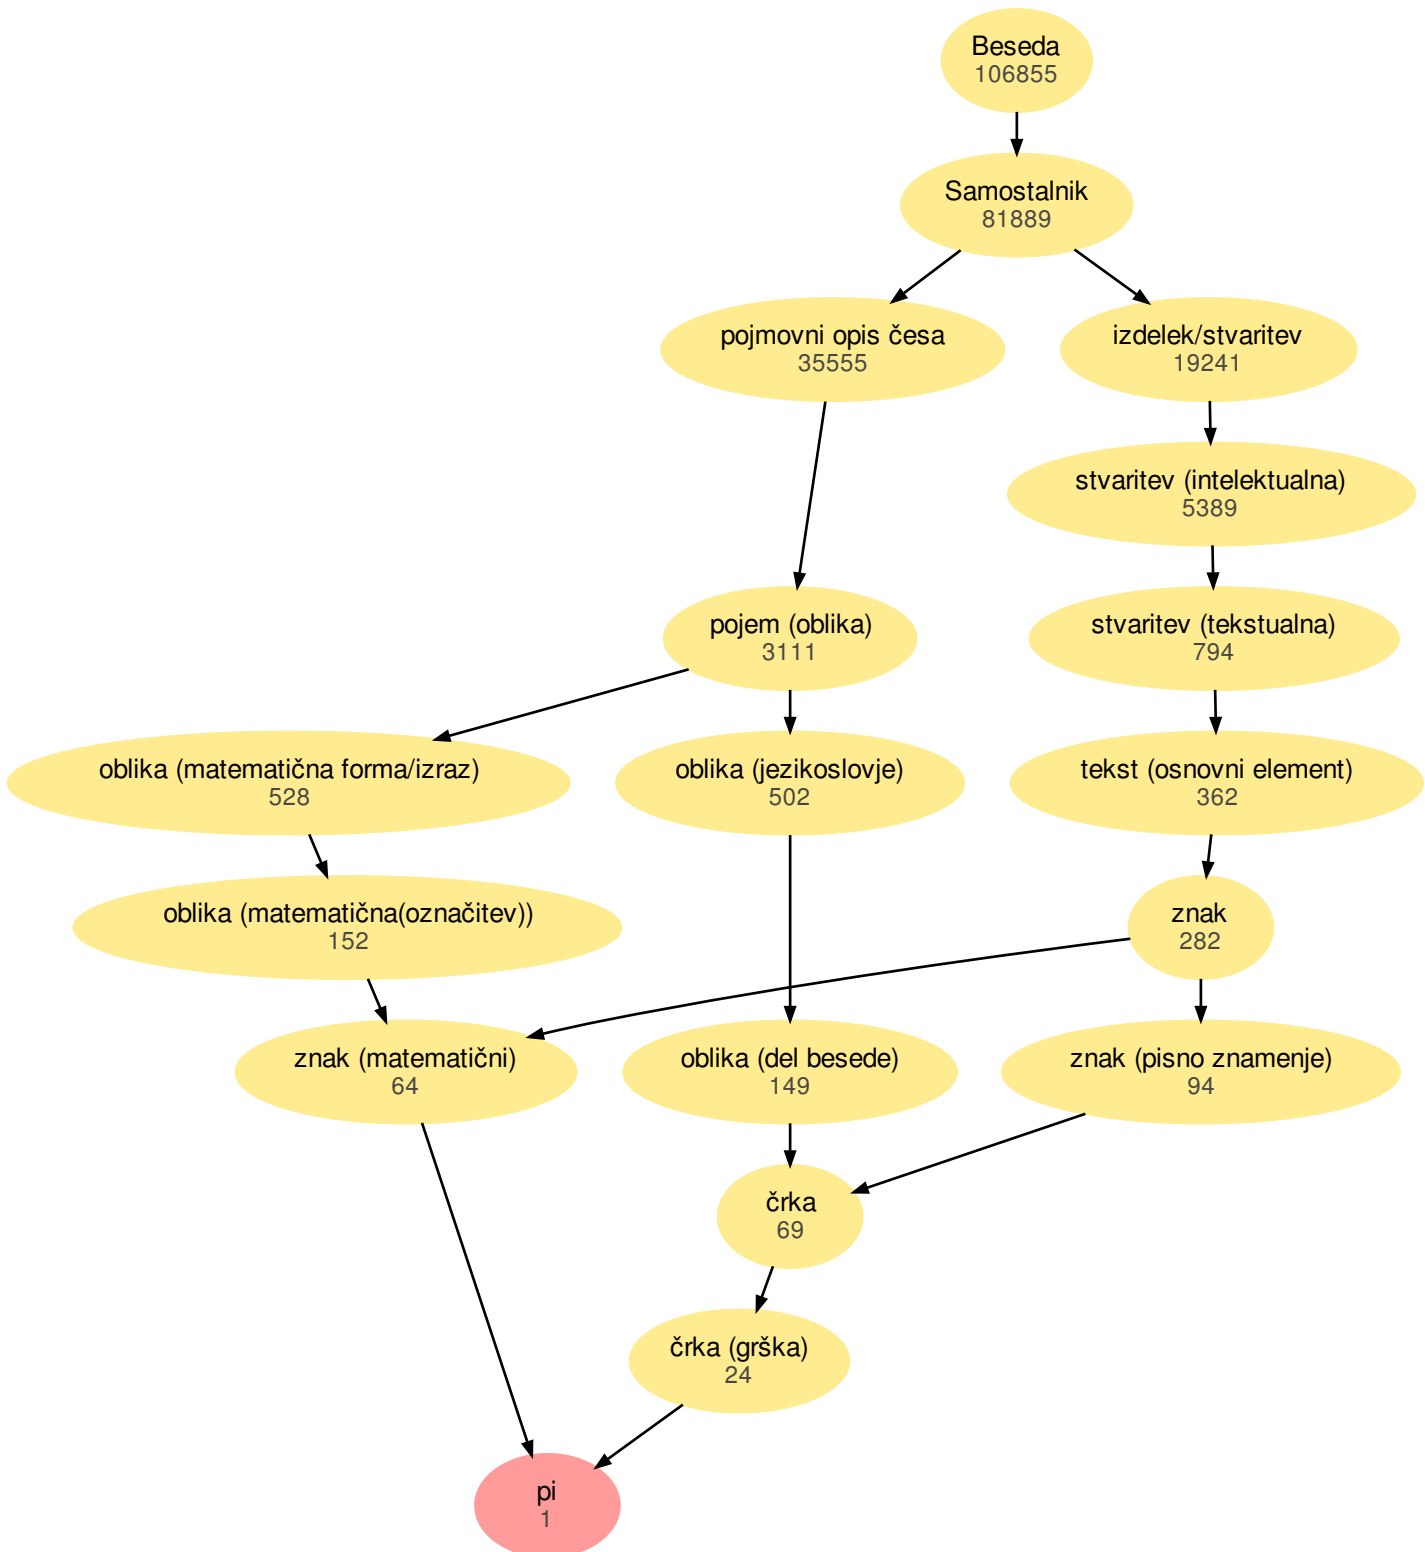 Beseda
106855
Samostalnik
81889
pojmovni opis česa
35555
izdelek/stvaritev
19241
stvaritev (intelektualna)
5389
pojem (oblika)
3111
stvaritev (tekstualna)
794
oblika (matematična forma/izraz)
528
oblika (jezikoslovje)
502
tekst (osnovni element)
362
oblika (matematična(označitev))
152
znak
282
znak (matematični)
64
oblika (del besede)
149
znak (pisno znamenje)
94
črka
69
črka (grška)
24
pi
1